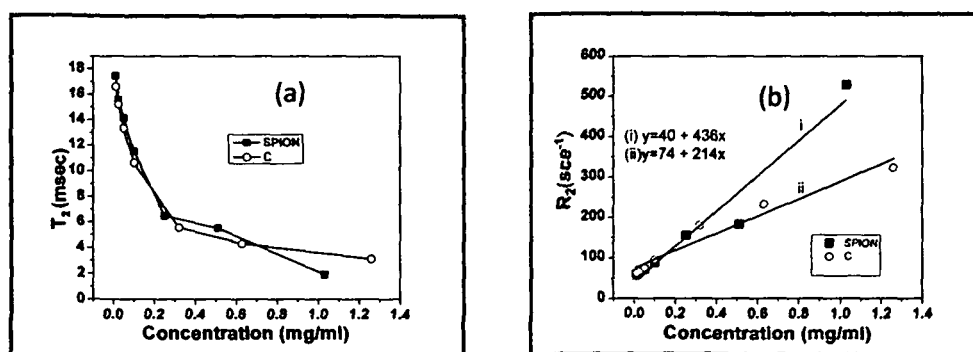 (a)
18
16
14
12
10
8
6
4
2
0
T₂ (msec)
SPION
C
0.0 0.2 0.4 0.6 0.8 1.0 1.2 1.4
Concentration (mg/ml)
(b)
600
500
400
300
200
100
0
R₂(sce⁻¹)
(i) y=40 + 436x
(ii)y=74 + 214x
i
ii
SPION
C
0.0 0.2 0.4 0.6 0.8 1.0 1.2 1.4
Concentration (mg/ml)